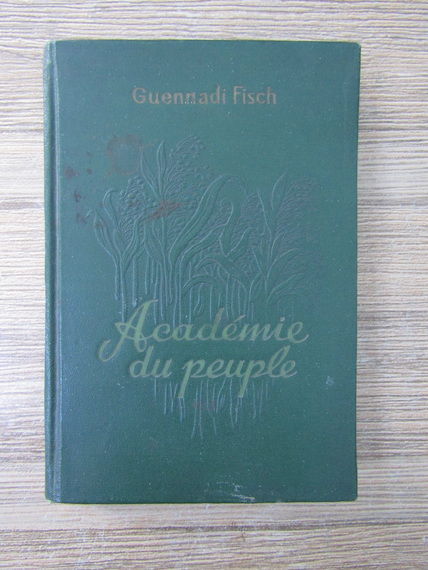 Guennadi Fisch
Académie
du peuple